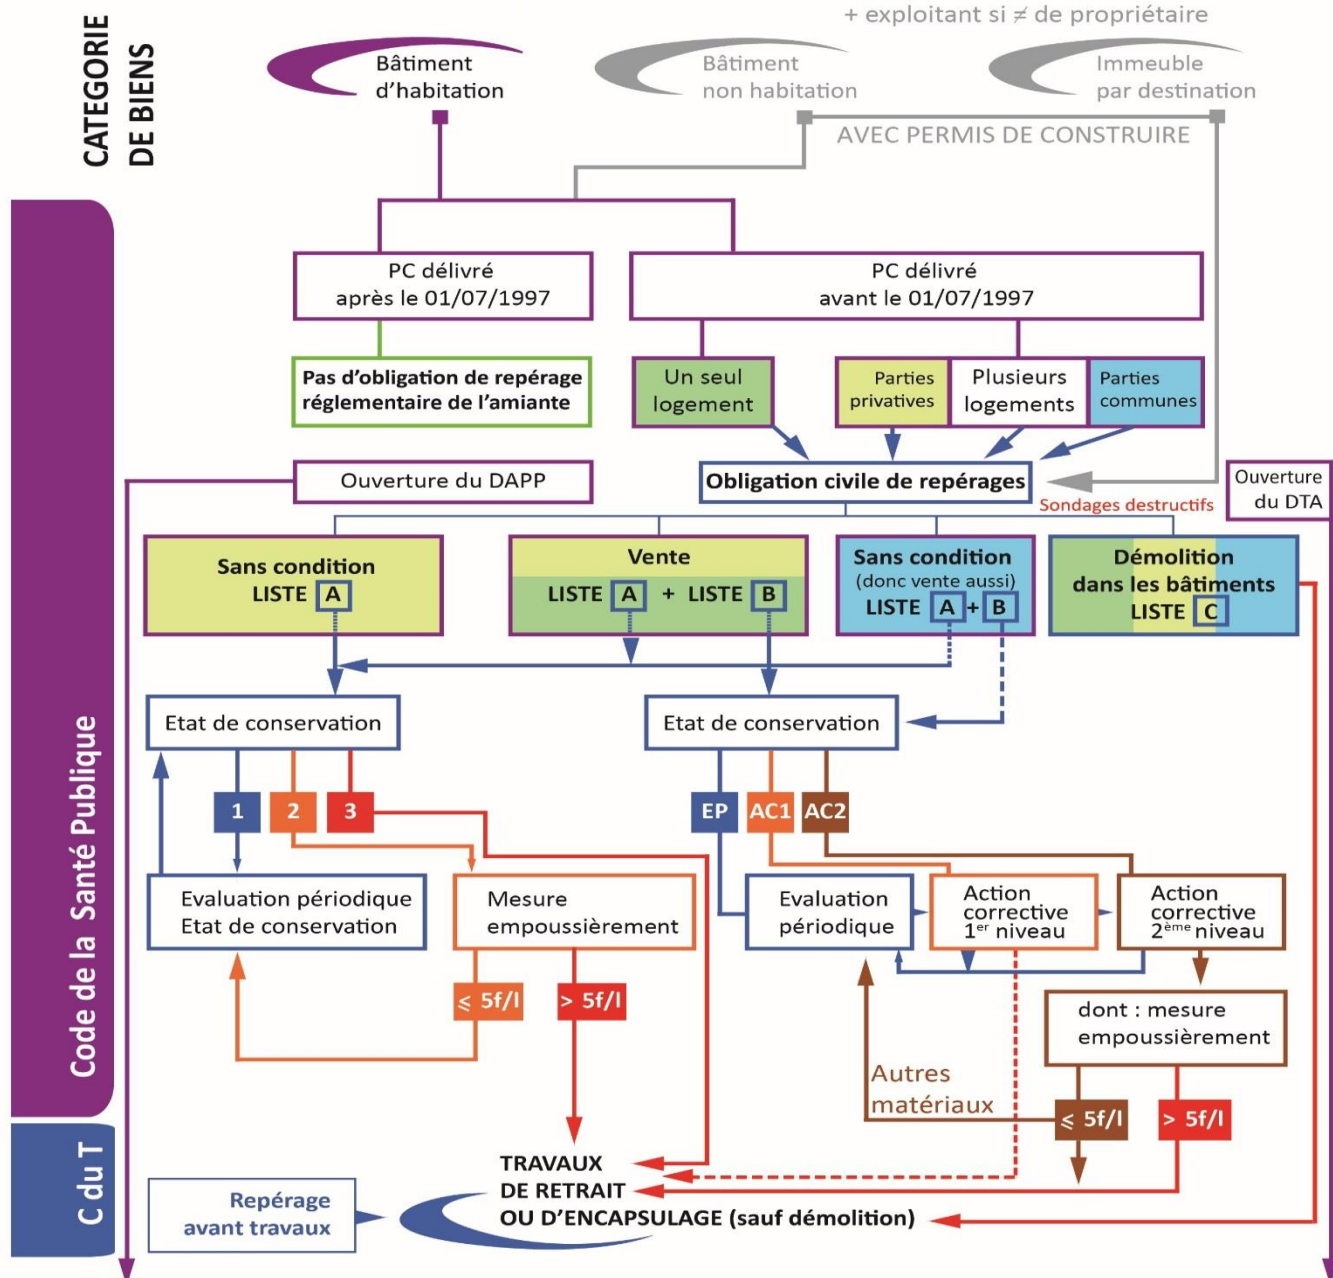 + exploitant si ≠ de propriétaire
CATEGORIE
DE BIENS
Bâtiment
d'habitation
Bâtiment
non habitation
Immeuble
par destination
AVEC PERMIS DE CONSTRUIRE
PC délivré
après le 01/07/1997
PC délivré
avant le 01/07/1997
Pas d'obligation de repérage
réglementaire de l'amiante
Un seul
logement
Parties
privatives
Plusieurs
logements
Parties
communes
Ouverture du DAPP
Obligation civile de repérages
Sondages destructifs
Ouverture
du DTA
Sans condition
LISTE A
Vente
LISTE A + LISTE B
Sans condition
(donc vente aussi)
LISTE A + B
Démolition
dans les bâtiments
LISTE C
Code de la Santé Publique
Etat de conservation
Etat de conservation
1
2
3
EP
AC1
AC2
Evaluation périodique
Etat de conservation
Mesure
empoussièrement
Evaluation
périodique
Action
corrective
1er niveau
Action
corrective
2ème niveau
≤ 5f/l
> 5f/l
dont : mesure
empoussièrement
Autres
matériaux
≤ 5f/l
> 5f/l
C du T
Repérage
avant travaux
TRAVAUX
DE RETRAIT
OU D'ENCAPSULAGE (sauf démolition)